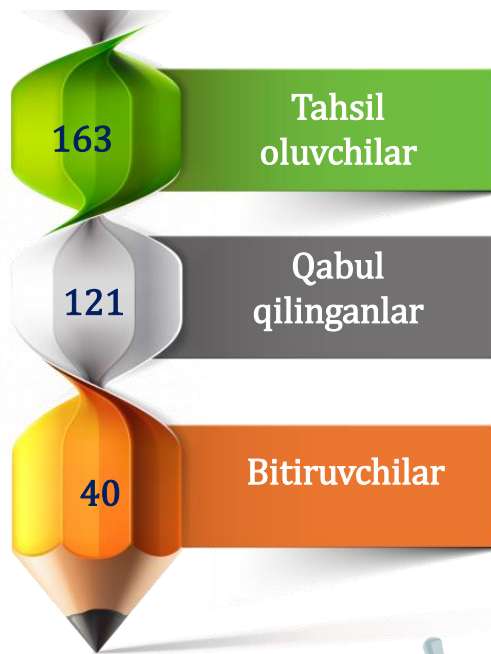 163
Tahsil
oluvchilar
121
Qabul
qilinganlar
40
Bitiruvchilar